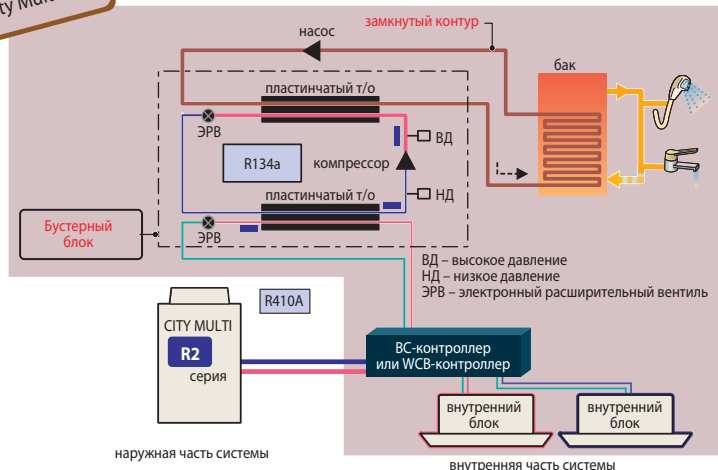 ty Mult
насос
замкнутый контур
бак
пластинчатый т/о
ЭРВ
ВД
R134a
компрессор
пластинчатый т/о
НД
Бустерный
блок
ЭРВ
ВД – высокое давление
НД – низкое давление
ЭРВ – электронный расширительный вентиль
R410A
CITY MULTI
R2
серия
BC-контроллер
или WCB-контроллер
внутренний
блок
внутренний
блок
наружная часть системы
внутренняя часть системы